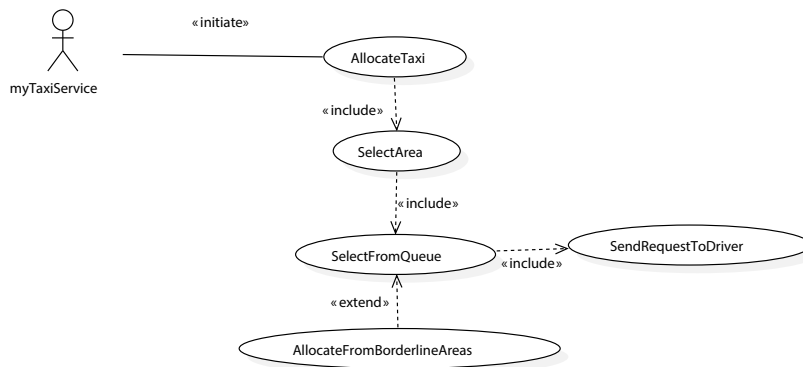 «initiate»
AllocateTaxi
myTaxiService
«include»
SelectArea
«include»
SelectFromQueue
SendRequestToDriver
«include»
«extend»
AllocateFromBorderlineAreas